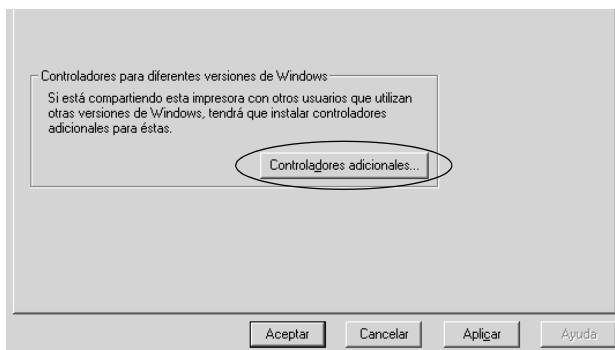 Controladores para diferentes versiones de Windows
Si está compartiendo esta impresora con otros usuarios que utilizan
otras versiones de Windows, tendrá que instalar controladores
adicionales para éstas.
Controladores adicionales...
Aceptar Cancelar Aplicar Ayuda